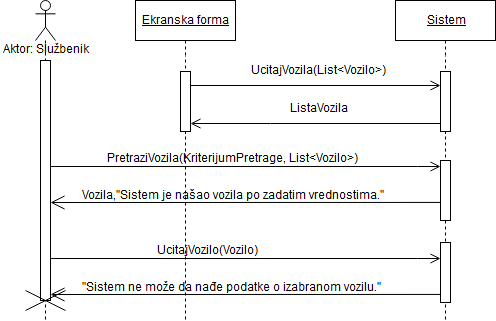 Ekranska forma
Sistem
Aktor: Službenik
UcitajVozila(List<Vozilo>)
ListaVozila
PretraziVozila(KriterijumPretrage, List<Vozilo>)
Vozila,"Sistem je našao vozila po zadatim vrednostima."
UcitajVozilo(Vozilo)
"Sistem ne može da nađe podatke o izabranom vozilu."